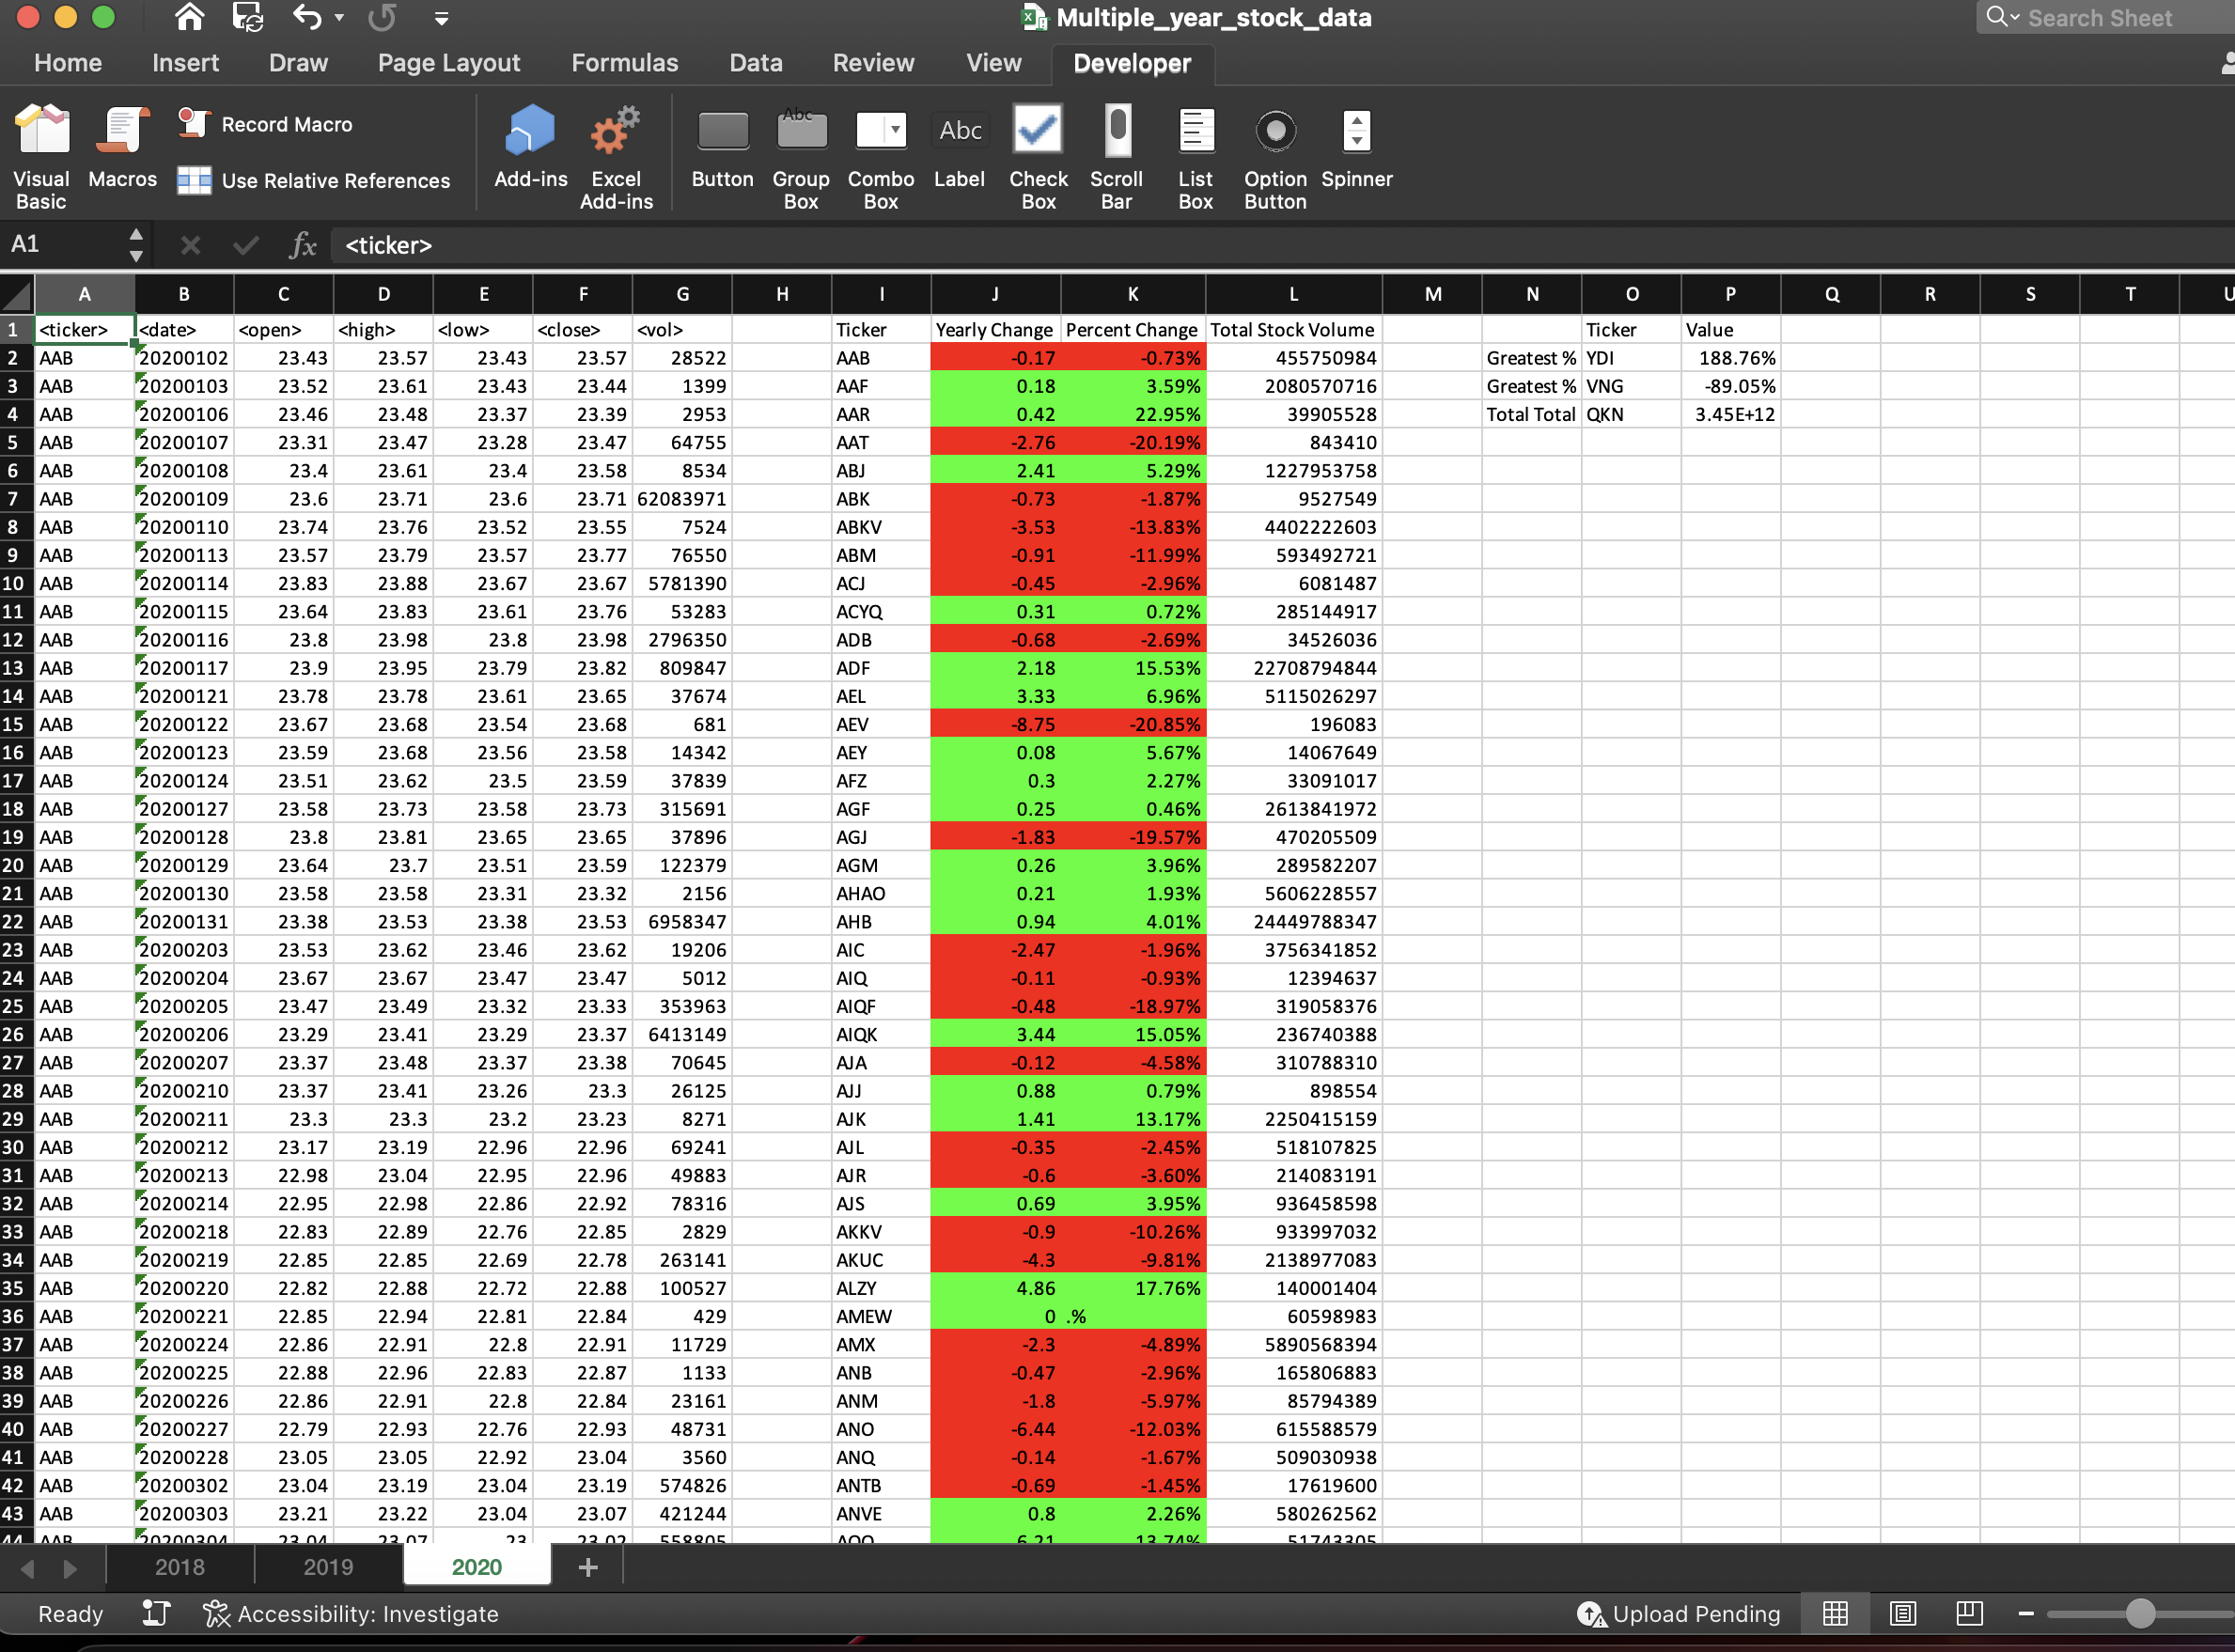 Multiple_year_stock_data
Search Sheet
Home Insert Draw Page Layout Formulas Data Review View Developer
Visual Basic
Macros
Record Macro
Use Relative References
Add-ins
Excel Add-ins
Button
Group Box
Combo Box
Label
Check Box
Scroll Bar
List Box
Option Button
Spinner
Abc
Abc
A1 fx <ticker>
A B C D E F G H I J K L M N O P Q R S T U
1 <ticker> <date> <open> <high> <low> <close> <vol> Ticker Yearly Change Percent Change Total Stock Volume Ticker Value
2 AAB 20200102 23.43 23.57 23.43 23.57 28522 AAB -0.17 -0.73% 455750984 Greatest % YDI 188.76%
3 AAB 20200103 23.52 23.61 23.43 23.44 1399 AAF 0.18 3.59% 2080570716 Greatest % VNG -89.05%
4 AAB 20200106 23.46 23.48 23.37 23.39 2953 AAR 0.42 22.95% 39905528 Total Total QKN 3.45E+12
5 AAB 20200107 23.31 23.47 23.28 23.47 64755 AAT -2.76 -20.19% 843410
6 AAB 20200108 23.4 23.61 23.4 23.58 8534 ABJ 2.41 5.29% 1227953758
7 AAB 20200109 23.6 23.71 23.6 23.71 62083971 ABK -0.73 -1.87% 9527549
8 AAB 20200110 23.74 23.76 23.52 23.55 7524 ABKV -3.53 -13.83% 4402222603
9 AAB 20200113 23.57 23.79 23.57 23.77 76550 ABM -0.91 -11.99% 593492721
10 AAB 20200114 23.83 23.88 23.67 23.67 5781390 ACJ -0.45 -2.96% 6081487
11 AAB 20200115 23.64 23.83 23.61 23.76 53283 ACYQ 0.31 0.72% 285144917
12 AAB 20200116 23.8 23.98 23.8 23.98 2796350 ADB -0.68 -2.69% 34526036
13 AAB 20200117 23.9 23.95 23.79 23.82 809847 ADF 2.18 15.53% 22708794844
14 AAB 20200121 23.78 23.78 23.61 23.65 37674 AEL 3.33 6.96% 5115026297
15 AAB 20200122 23.67 23.68 23.54 23.68 681 AEV -8.75 -20.85% 196083
16 AAB 20200123 23.59 23.68 23.56 23.58 14342 AEY 0.08 5.67% 14067649
17 AAB 20200124 23.51 23.62 23.5 23.59 37839 AFZ 0.3 2.27% 33091017
18 AAB 20200127 23.58 23.73 23.58 23.73 315691 AGF 0.25 0.46% 2613841972
19 AAB 20200128 23.8 23.81 23.65 23.65 37896 AGJ -1.83 -19.57% 470205509
20 AAB 20200129 23.64 23.7 23.51 23.59 122379 AGM 0.26 3.96% 289582207
21 AAB 20200130 23.58 23.58 23.31 23.32 2156 AHAO 0.21 1.93% 5606228557
22 AAB 20200131 23.38 23.53 23.38 23.53 6958347 AHB 0.94 4.01% 24449788347
23 AAB 20200203 23.53 23.62 23.46 23.62 19206 AIC -2.47 -1.96% 3756341852
24 AAB 20200204 23.67 23.67 23.47 23.47 5012 AIQ -0.11 -0.93% 12394637
25 AAB 20200205 23.47 23.49 23.32 23.33 353963 AIQF -0.48 -18.97% 319058376
26 AAB 20200206 23.29 23.41 23.29 23.37 6413149 AIQK 3.44 15.05% 236740388
27 AAB 20200207 23.37 23.48 23.37 23.38 70645 AJA -0.12 -4.58% 310788310
28 AAB 20200210 23.37 23.41 23.26 23.3 26125 AJJ 0.88 0.79% 898554
29 AAB 20200211 23.3 23.3 23.2 23.23 8271 AJK 1.41 13.17% 2250415159
30 AAB 20200212 23.17 23.19 22.96 22.96 69241 AJL -0.35 -2.45% 518107825
31 AAB 20200213 22.98 23.04 22.95 22.96 49883 AJR -0.6 -3.60% 214083191
32 AAB 20200214 22.95 22.98 22.86 22.92 78316 AJS 0.69 3.95% 936458598
33 AAB 20200218 22.83 22.89 22.76 22.85 2829 AKKV -0.9 -10.26% 933997032
34 AAB 20200219 22.85 22.85 22.69 22.78 263141 AKUC -4.3 -9.81% 2138977083
35 AAB 20200220 22.82 22.88 22.72 22.88 100527 ALZY 4.86 17.76% 140001404
36 AAB 20200221 22.85 22.94 22.81 22.84 429 AMEW 0 .% 60598983
37 AAB 20200224 22.86 22.91 22.8 22.91 11729 AMX -2.3 -4.89% 5890568394
38 AAB 20200225 22.88 22.96 22.83 22.87 1133 ANB -0.47 -2.96% 165806883
39 AAB 20200226 22.86 22.91 22.8 22.84 23161 ANM -1.8 -5.97% 85794389
40 AAB 20200227 22.79 22.93 22.76 22.93 48731 ANO -6.44 -12.03% 615588579
41 AAB 20200228 23.05 23.05 22.92 23.04 3560 ANQ -0.14 -1.67% 509030938
42 AAB 20200302 23.04 23.19 23.04 23.19 574826 ANTB -0.69 -1.45% 17619600
43 AAB 20200303 23.21 23.22 23.04 23.07 421244 ANVE 0.8 2.26% 580262562
44 AAB 20200304 23.04 23.07 23 23.02 558805 6.21 13.74% 51743305
2018 2019 2020 +
Ready Accessibility: Investigate Upload Pending